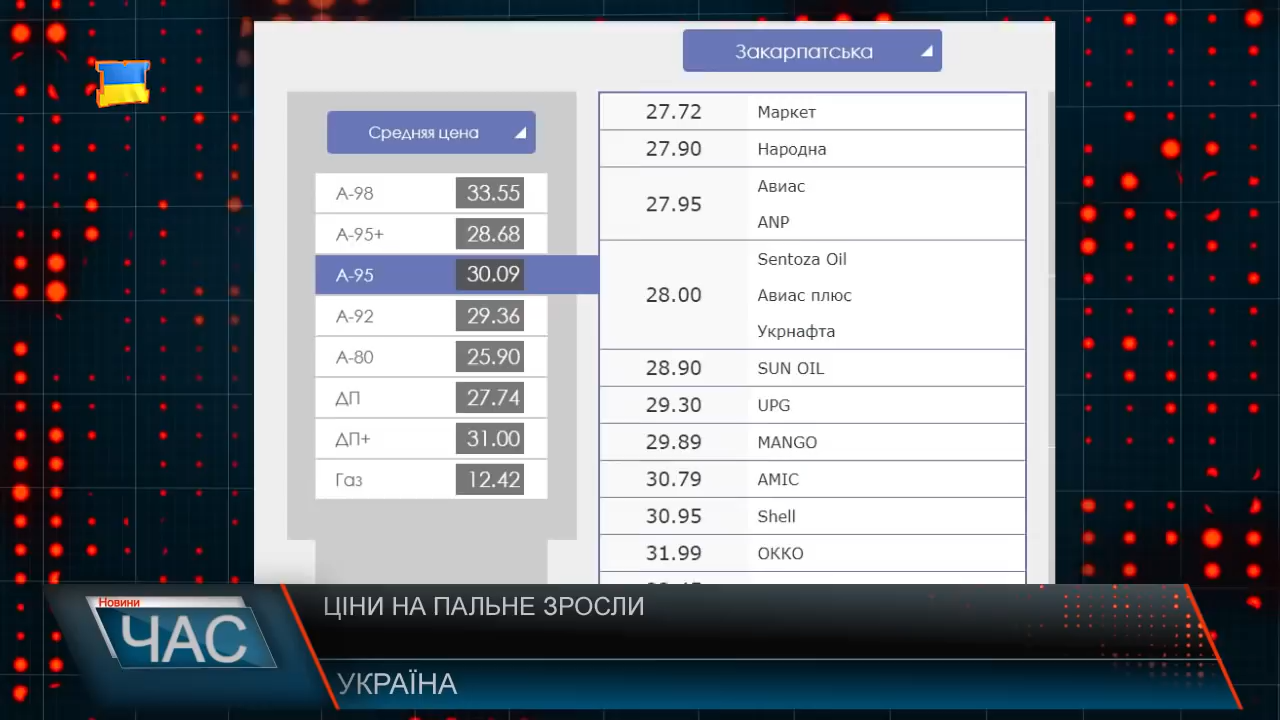 Закарпатська
Средняя цена
А-98 33.55
А-95+ 28.68
А-95 30.09
А-92 29.36
А-80 25.90
ДП 27.74
ДП+ 31.00
Газ 12.42
27.72 Маркет
27.90 Народна
27.95 Авиас
ANP
28.00 Sentoza Oil
Авиас плюс
Укрнафта
28.90 SUN OIL
29.30 UPG
29.89 MANGO
30.79 AMIC
30.95 Shell
31.99 ОККО
Новини
ЧАС
ЦІНИ НА ПАЛЬНЕ ЗРОСЛИ
УКРАЇНА